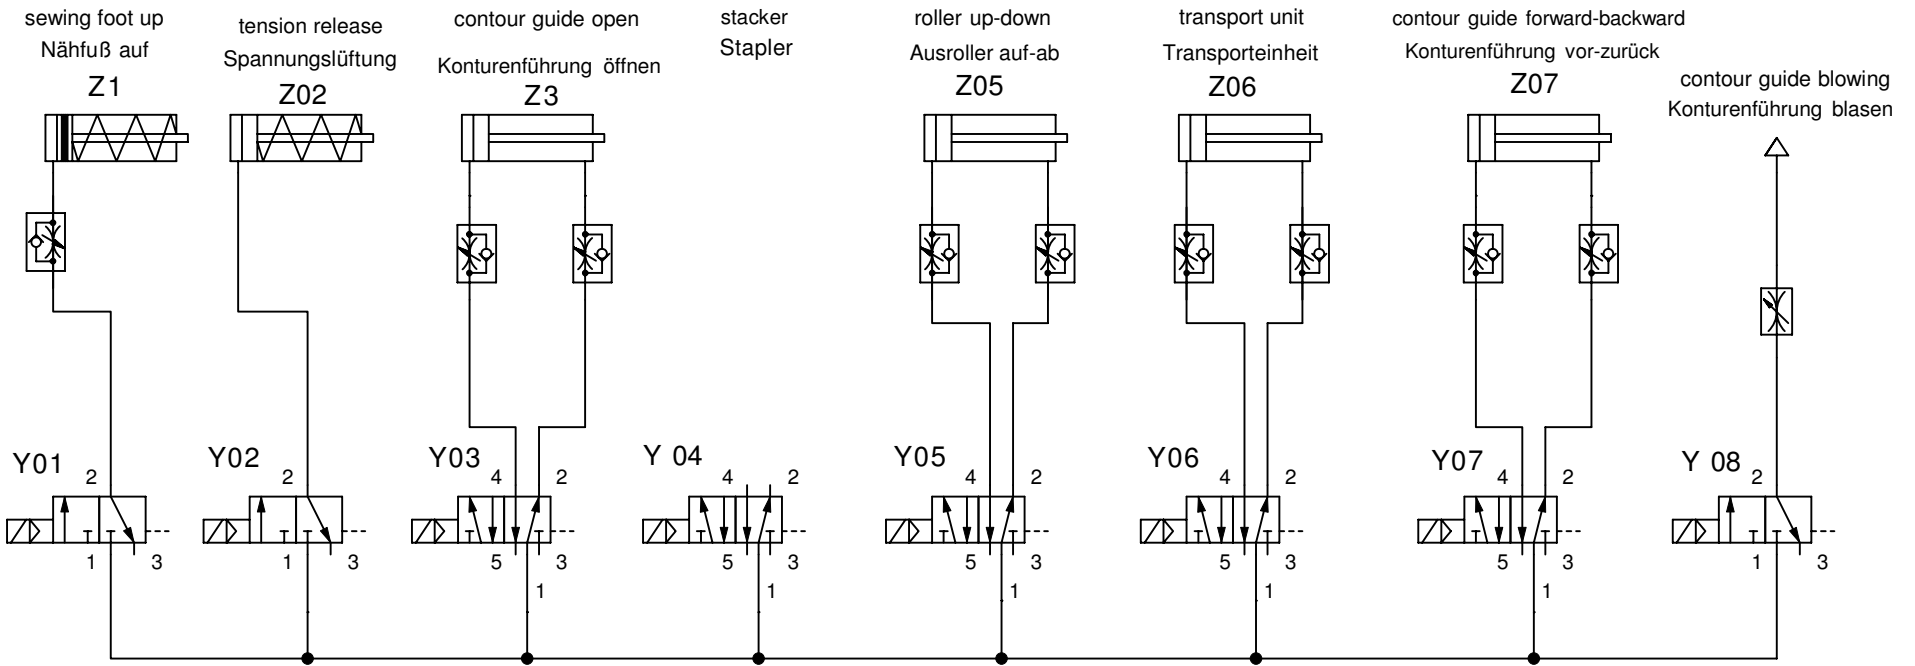 sewing foot up
Nähfuß auf
Z1
tension release
Spannungslüftung
Z02
contour guide open
Konturenführung öffnen
Z3
stacker
Stapler
roller up-down
Ausroller auf-ab
Z05
transport unit
Transporteinheit
Z06
contour guide forward-backward
Konturenführung vor-zurück
Z07
contour guide blowing
Konturenführung blasen
Y01
2
1
3
Y02
2
1
3
Y03
4
2
5
3
1
Y 04
4
2
5
3
1
Y05
4
2
5
3
1
Y06
4
2
5
3
1
Y07
4
2
5
3
1
Y 08
2
1
3